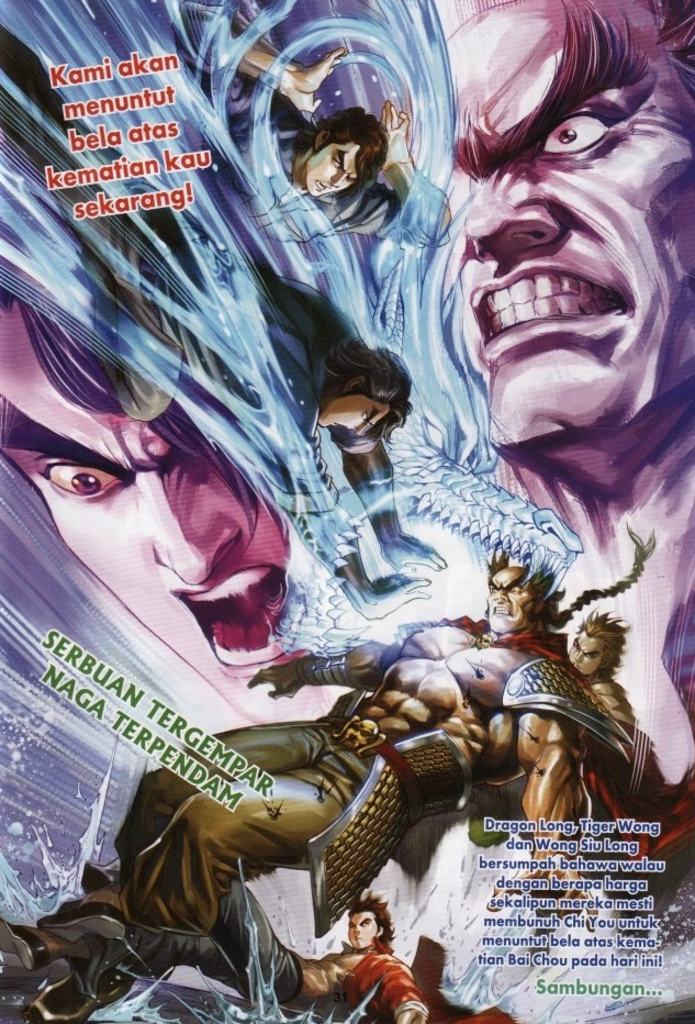 Kami akan
menuntut
bela atas
kematian kau
sekarang!
SERBUAN TERGEMPAR
NAGA TERPENDAM
Dragon Long, Tiger Wong
dan Wong Siu Long
bersumpah bahawa walau
dengan berapa harga
sekalipun mereka mesti
membunuh Chi You untuk
menuntut bela atas kema-
tian Bai Chou pada hari ini!
Sambungan...
31